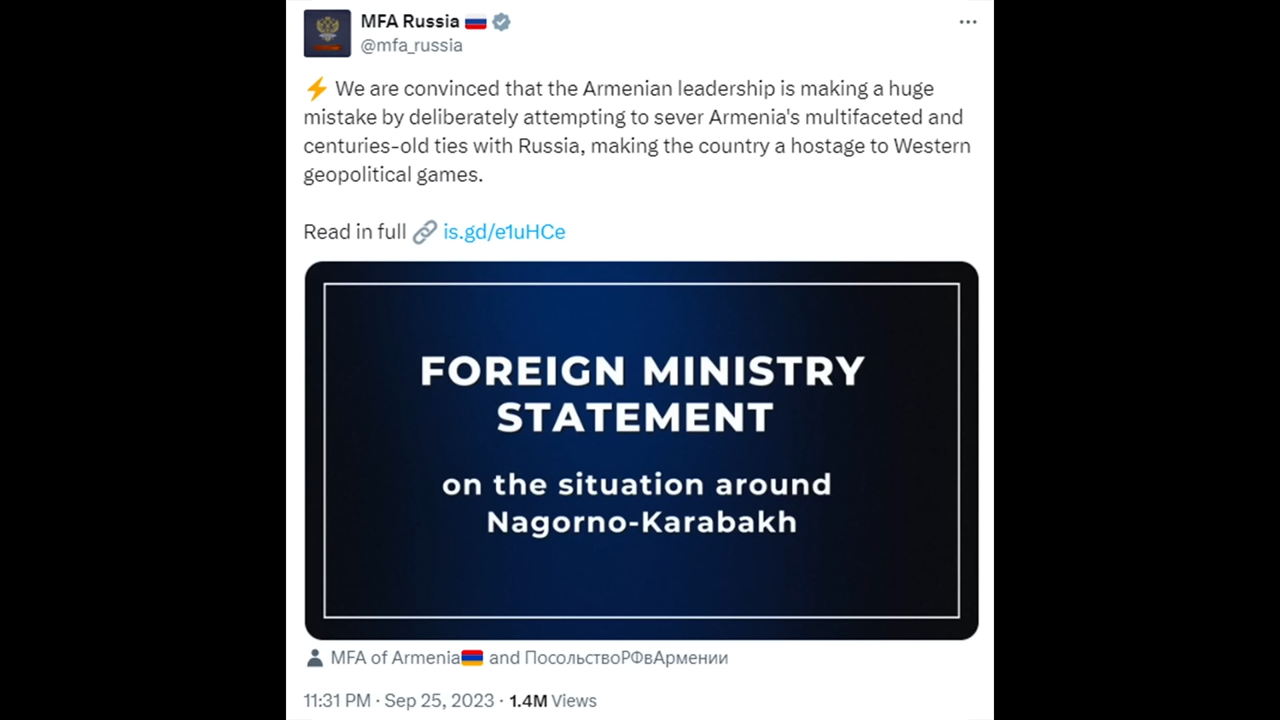 MFA Russia 🇷🇺
@mfa_russia
⚡ We are convinced that the Armenian leadership is making a huge
mistake by deliberately attempting to sever Armenia's multifaceted and
centuries-old ties with Russia, making the country a hostage to Western
geopolitical games.
Read in full 🔗 is.gd/e1uHCe
FOREIGN MINISTRY
STATEMENT
on the situation around
Nagorno-Karabakh
MFA of Armenia🇦🇲 and ПосольствоРФвАрмении
11:31 PM · Sep 25, 2023 · 1.4M Views